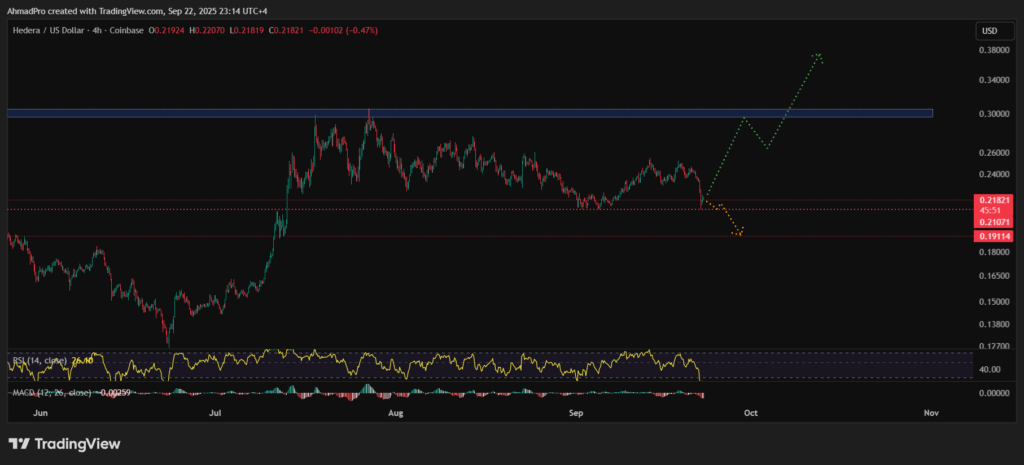 AhmadPro created with TradingView.com, Sep 22, 2025 23:14 UTC+4
Hedera / US Dollar · 4h · Coinbase O0.21924 H0.22070 L0.21819 C0.21821 −0.00102 (−0.47%)
USD
0.38000
0.34000
0.30000
0.26000
0.24000
0.21821
45:51
0.21071
0.19114
0.18000
0.16500
0.15000
0.13800
0.12700
RSI (14, close) 26.10
40.00
MACD (12, 26, close) −0.00259
0.00000
Jun Jul Aug Sep Oct Nov
TradingView